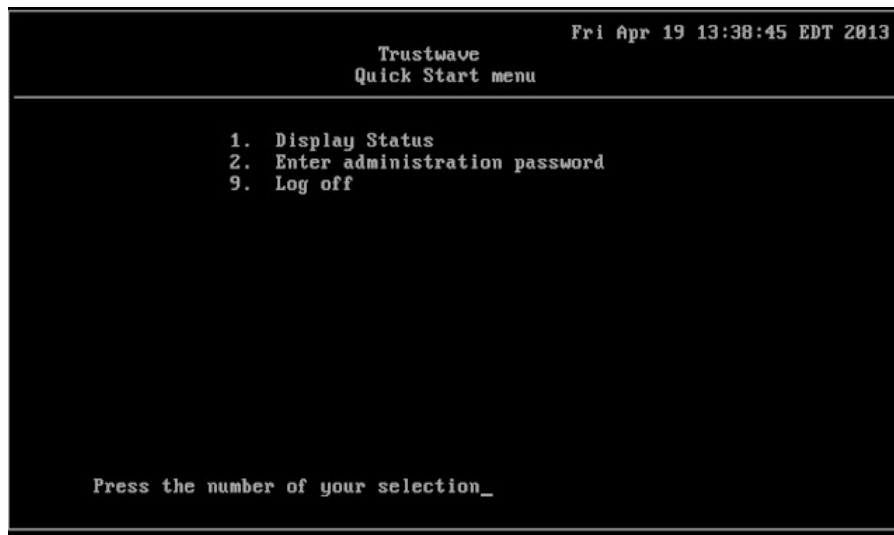 Fri Apr 19 13:38:45 EDT 2013
Trustwave
Quick Start menu
1. Display Status
2. Enter administration password
9. Log off
Press the number of your selection_